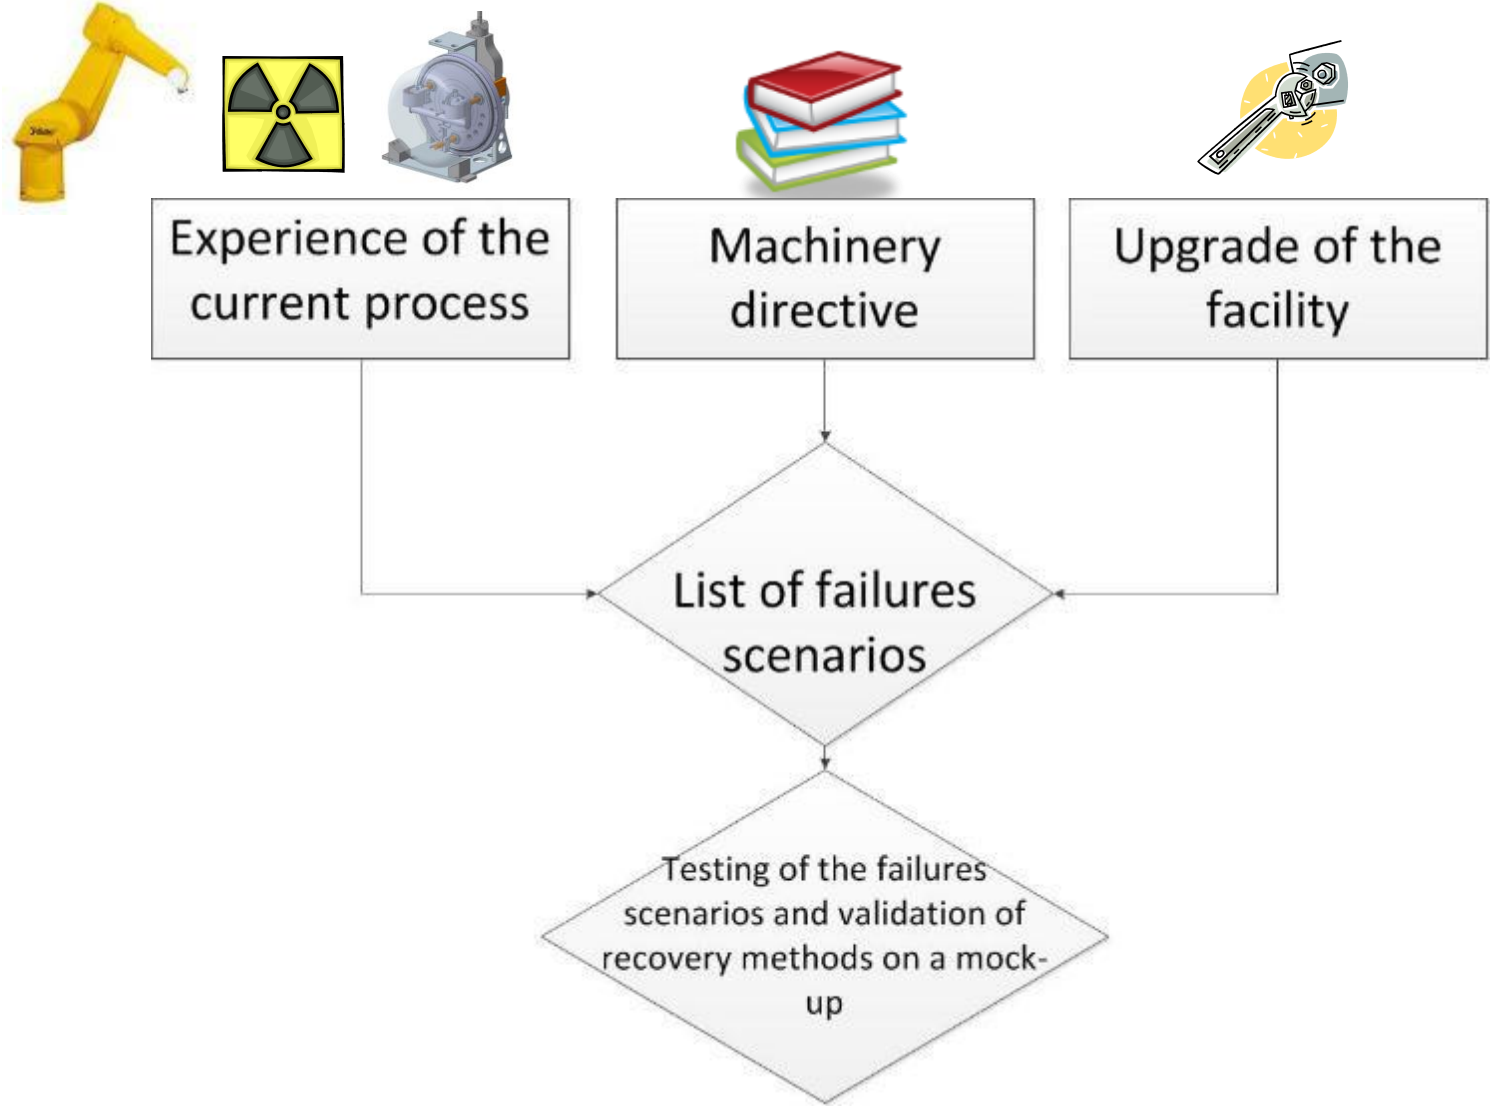 Experience of the
current process
Machinery
directive
Upgrade of the
facility
List of failures
scenarios
Testing of the failures
scenarios and validation of
recovery methods on a mock-
up